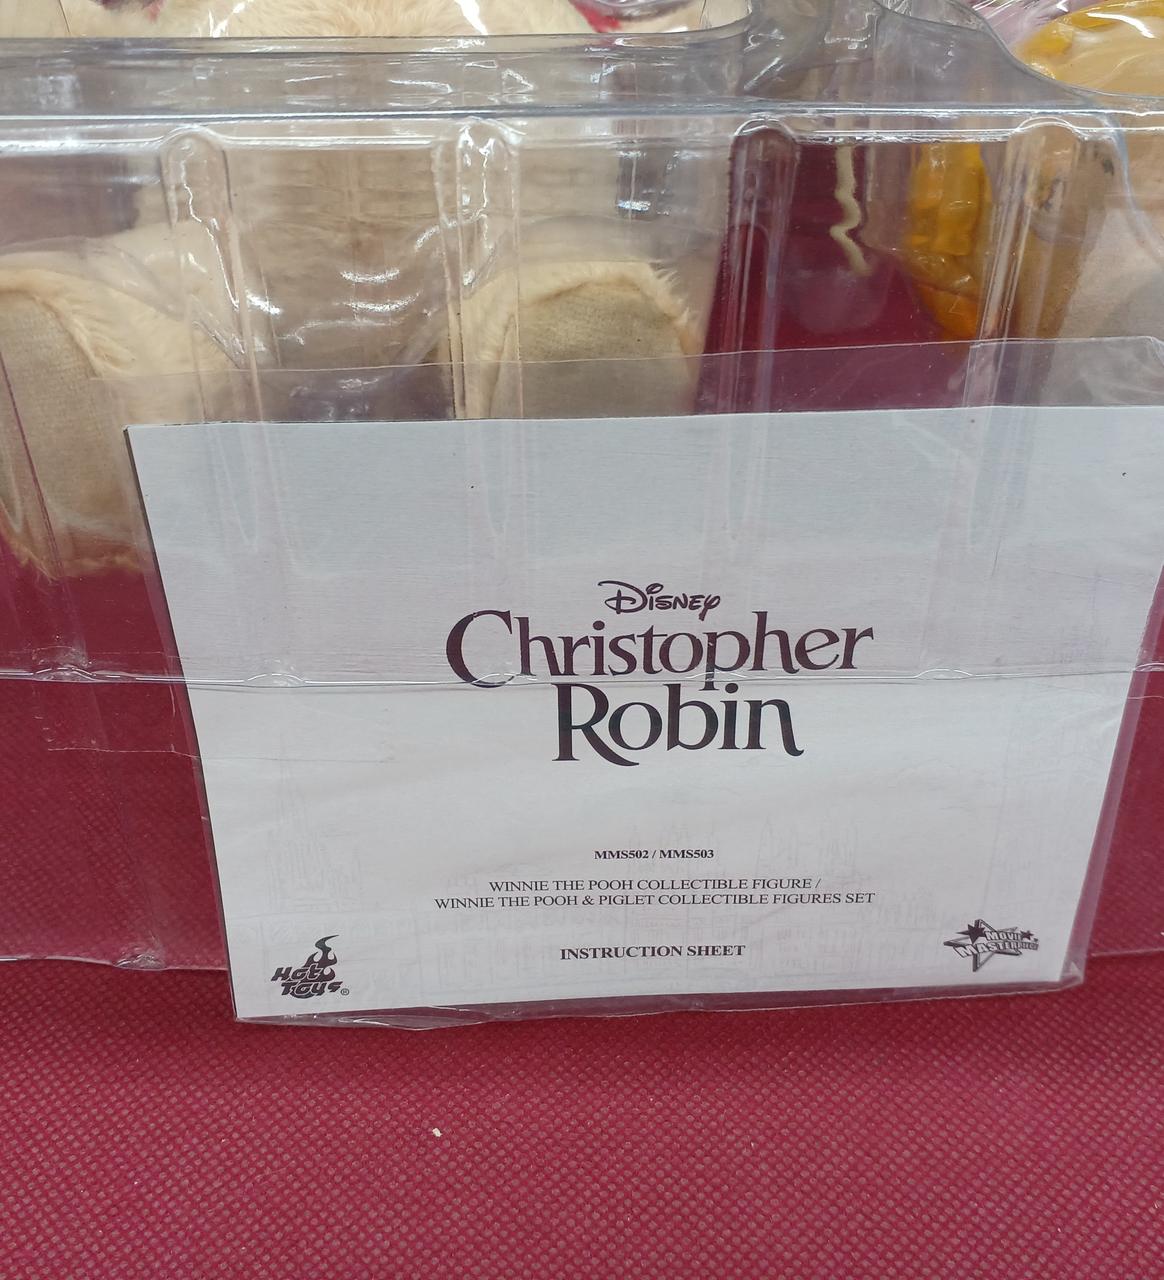 Disney
Christopher
Robin
MMS502 / MMS503
WINNIE THE POOH COLLECTIBLE FIGURE /
WINNIE THE POOH & PIGLET COLLECTIBLE FIGURES SET
INSTRUCTION SHEET
Hot
Toys®
MOVIE
MASTERPIECE